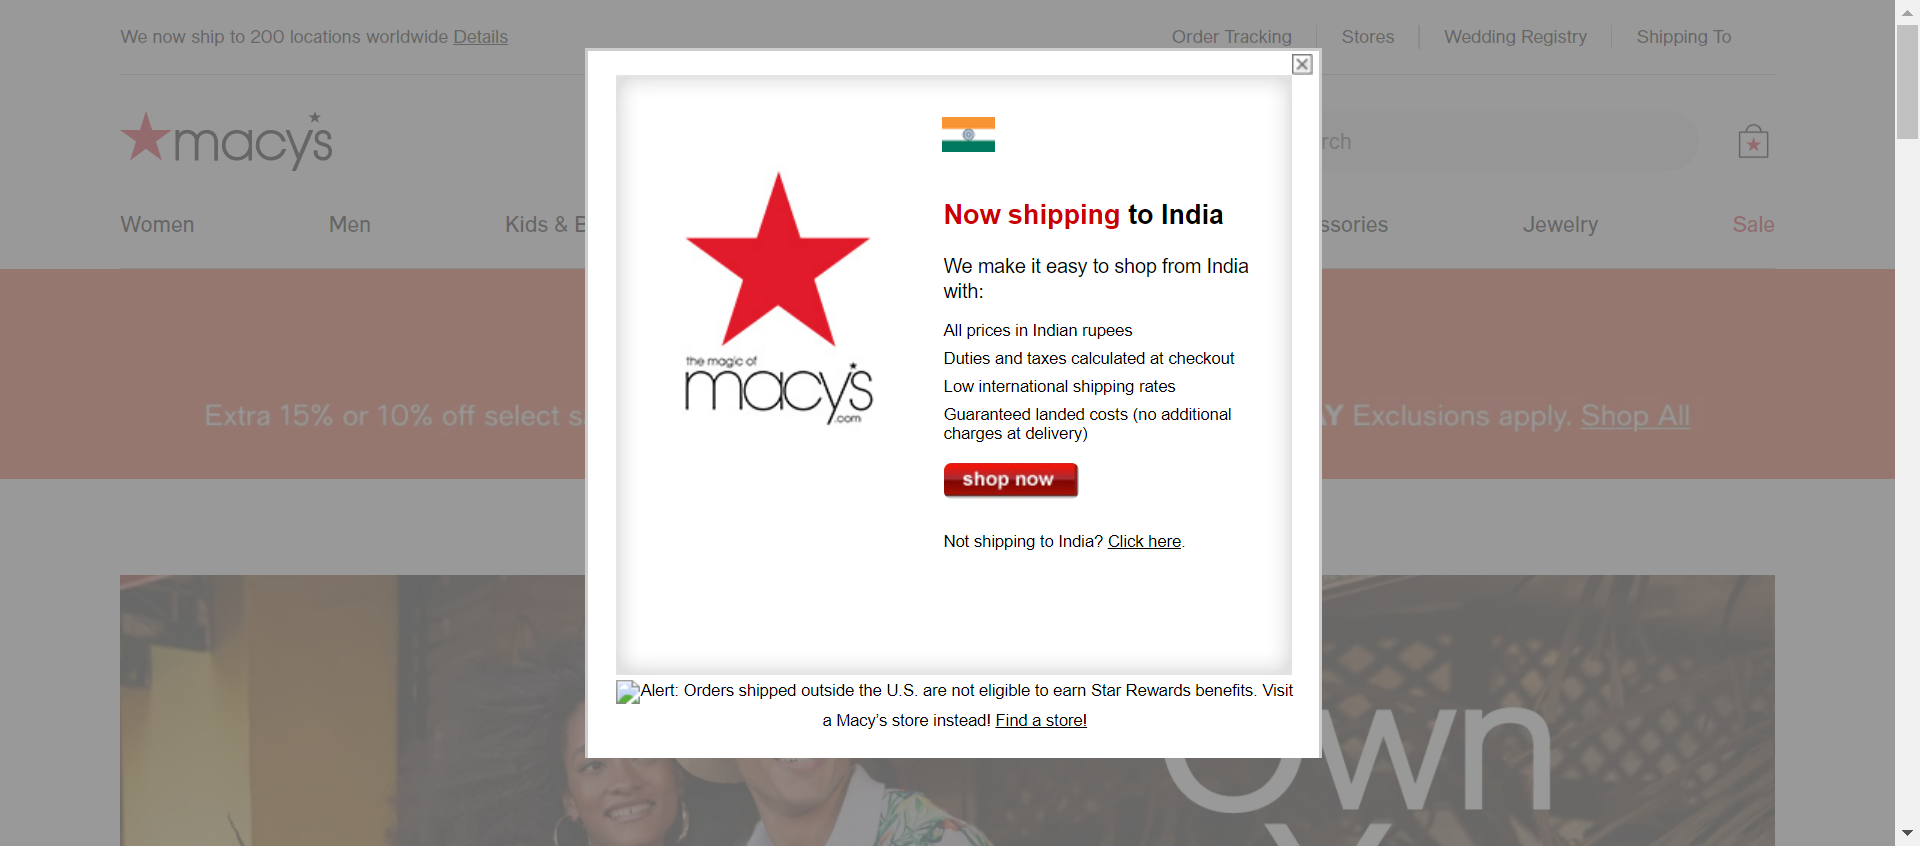 We now ship to 200 locations worldwide Details
Order Tracking
Stores
Wedding Registry
Shipping To
macy's
Women
Men
Kids &
Jewelry
Sale
Extra 15% or 10% off select
Exclusions apply. Shop All
Now shipping to India
We make it easy to shop from India
with:
All prices in Indian rupees
Duties and taxes calculated at checkout
Low international shipping rates
Guaranteed landed costs (no additional
charges at delivery)
shop now
Not shipping to India? Click here.
the magic of
macy's
.com
Alert: Orders shipped outside the U.S. are not eligible to earn Star Rewards benefits. Visit
a Macy’s store instead! Find a store!
Own